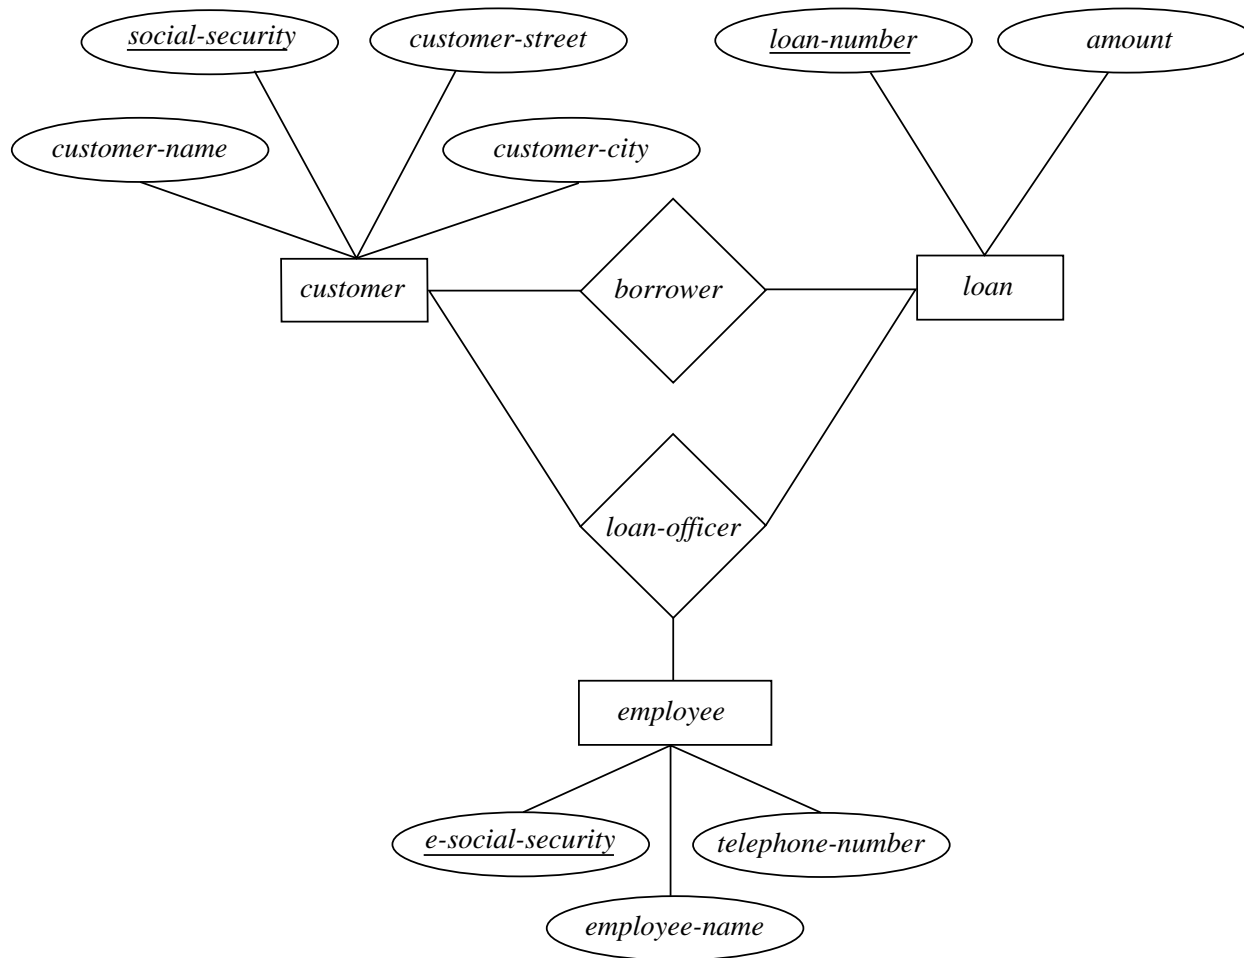 social-security
customer-street
loan-number
amount
customer-name
customer-city
customer
borrower
loan
loan-officer
employee
e-social-security
telephone-number
employee-name